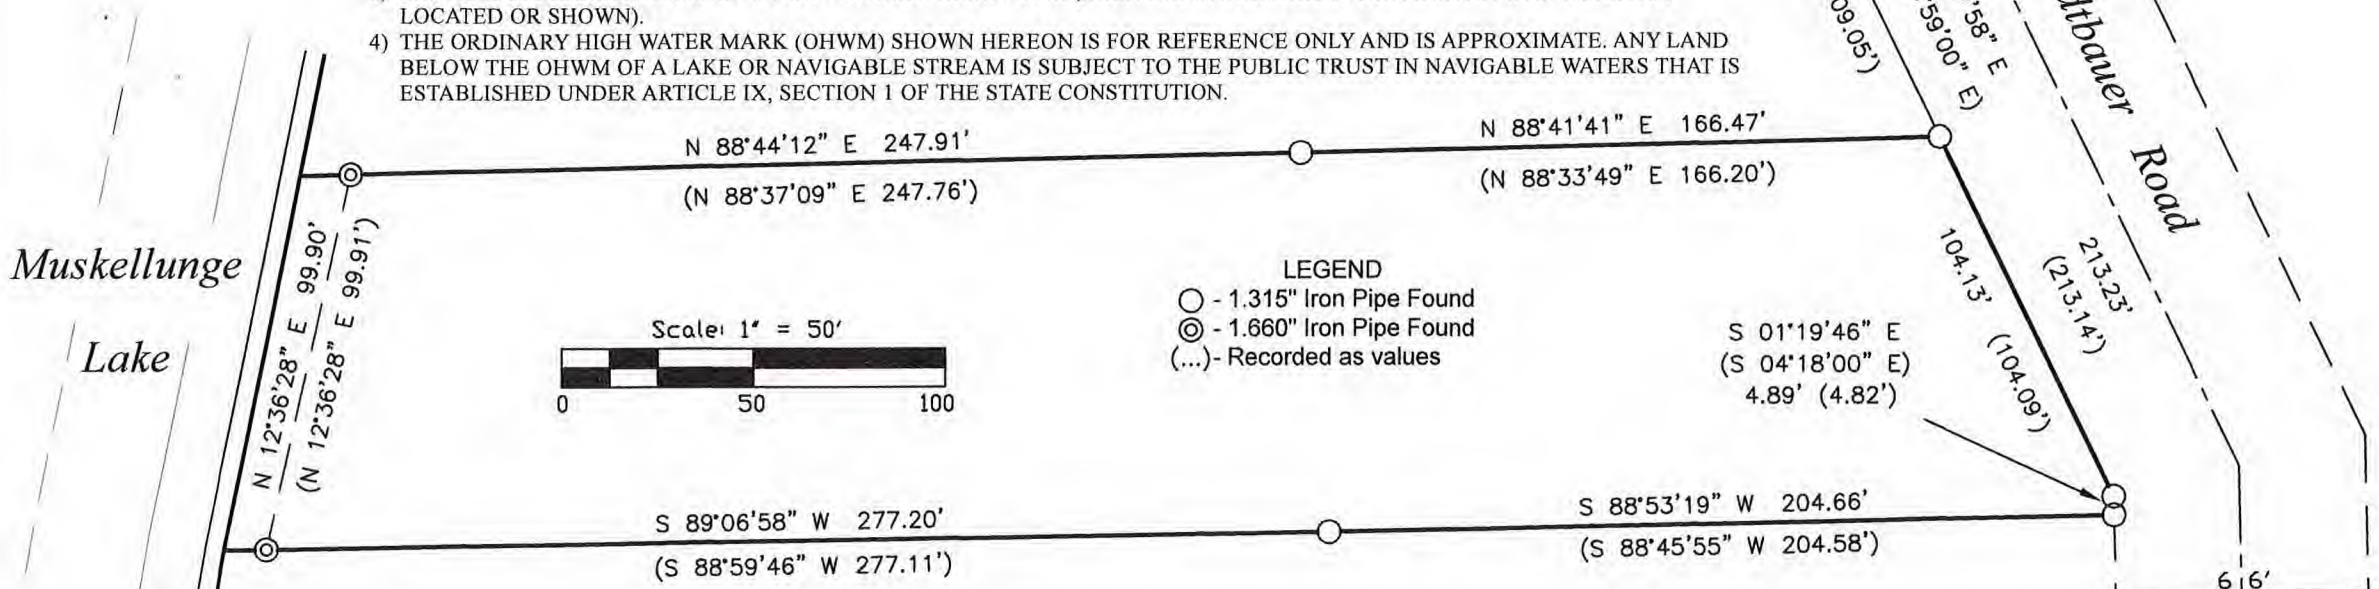 LOCATED OR SHOWN).
4) THE ORDINARY HIGH WATER MARK (OHWM) SHOWN HEREON IS FOR REFERENCE ONLY AND IS APPROXIMATE. ANY LAND
BELOW THE OHWM OF A LAKE OR NAVIGABLE STREAM IS SUBJECT TO THE PUBLIC TRUST IN NAVIGABLE WATERS THAT IS
ESTABLISHED UNDER ARTICLE IX, SECTION 1 OF THE STATE CONSTITUTION.
09.05')
'58" E
'59'00" E)
dtbauer Road
N 88°44'12" E 247.91'
(N 88°37'09" E 247.76')
N 88°41'41" E 166.47'
(N 88°33'49" E 166.20')
Muskellunge
Lake
N 12°36'28" E 99.90'
(N 12°36'28" E 99.91')
Scale: 1" = 50'
0 50 100
LEGEND
- 1.315" Iron Pipe Found
- 1.660" Iron Pipe Found
(...)- Recorded as values
104.13' (104.09')
213.23'
(213.14')
S 01°19'46" E
(S 04°18'00" E)
4.89' (4.82')
S 89°06'58" W 277.20'
(S 88°59'46" W 277.11')
S 88°53'19" W 204.66'
(S 88°45'55" W 204.58')
66'